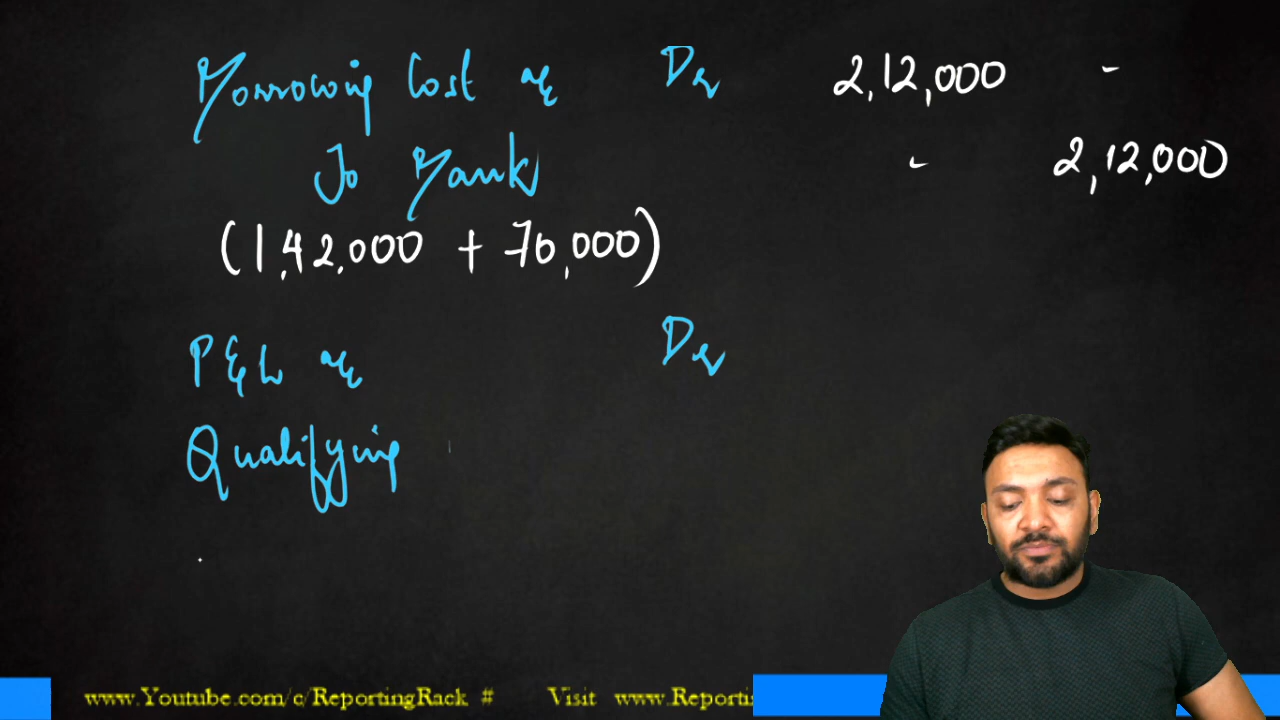 Borrowing Cost a/c Dr 2,12,000 -
To Bank - 2,12,000
(1,42,000 + 70,000)
P&L a/c Dr
Qualifying
www.Youtube.com/c/ReportingRack # Visit www.Reporti